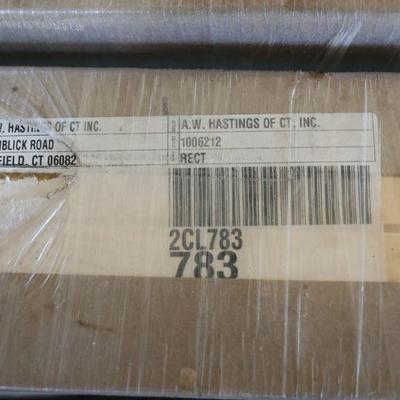 W. HASTINGS OF CT INC.
A.W. HASTINGS OF CT, INC.
BLICK ROAD
1006212
FIELD, CT 06082
RECT
2CL783
783